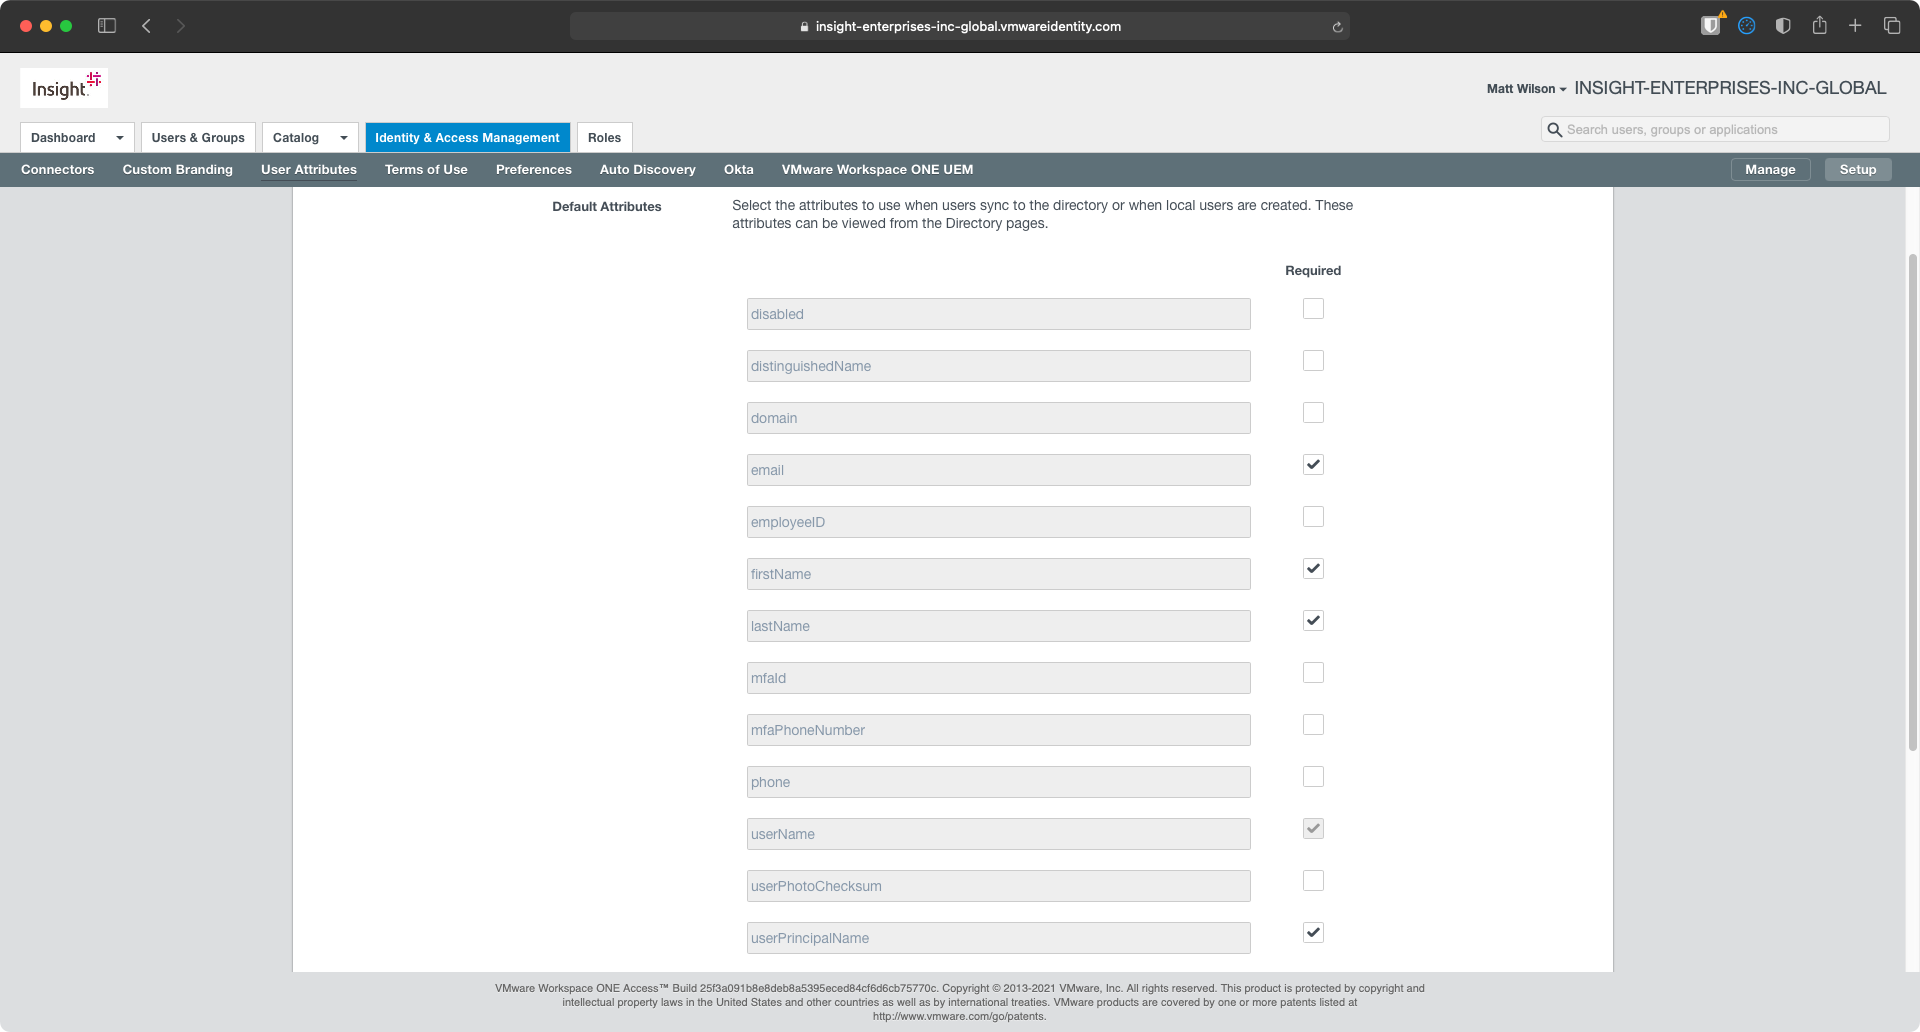 insight-enterprises-inc-global.vmwareidentity.com
Insight.
Matt Wilson INSIGHT-ENTERPRISES-INC-GLOBAL
Dashboard Users & Groups Catalog Identity & Access Management Roles
Search users, groups or applications
Connectors Custom Branding User Attributes Terms of Use Preferences Auto Discovery Okta VMware Workspace ONE UEM Manage Setup
Default Attributes
Select the attributes to use when users sync to the directory or when local users are created. These
attributes can be viewed from the Directory pages.
Required
disabled
distinguishedName
domain
email
employeeID
firstName
lastName
mfaId
mfaPhoneNumber
phone
userName
userPhotoChecksum
userPrincipalName
VMware Workspace ONE Access™ Build 25f3a091b8e8deb8a5395eced84cf6d6cb75770c. Copyright © 2013-2021 VMware, Inc. All rights reserved. This product is protected by copyright and
intellectual property laws in the United States and other countries as well as by international treaties. VMware products are covered by one or more patents listed at
http://www.vmware.com/go/patents.